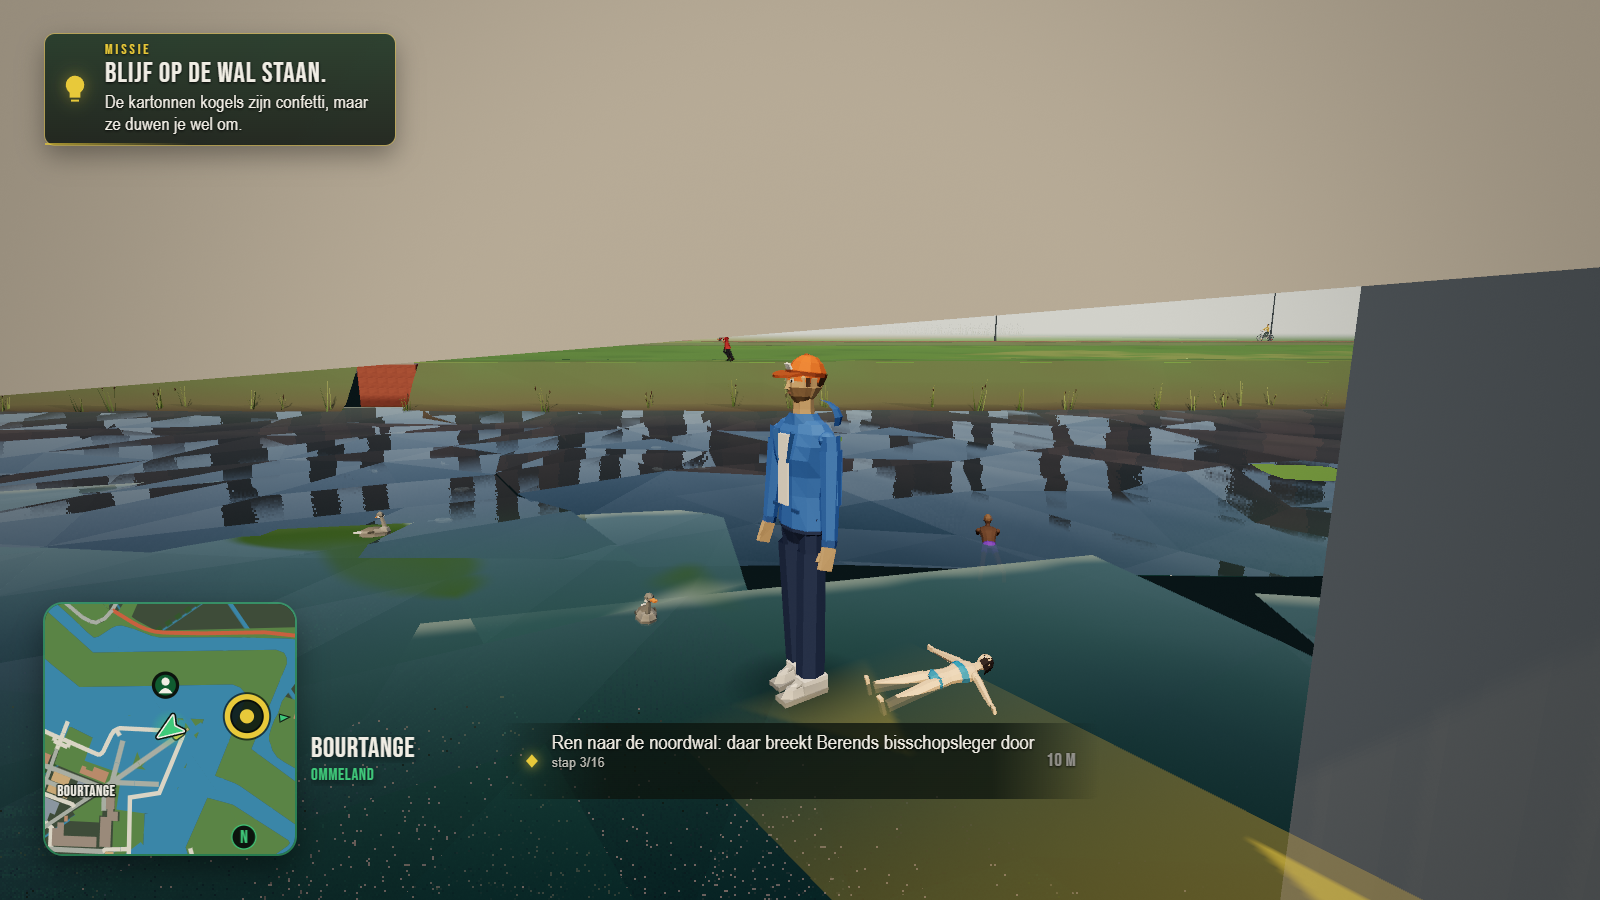 MISSIE
BLIJF OP DE WAL STAAN.
De kartonnen kogels zijn confetti, maar
ze duwen je wel om.
BOURTANGE
OMMELAND
BOURTANGE
N
Ren naar de noordwal: daar breekt Berends bisschopsleger door
stap 3/16
10 M